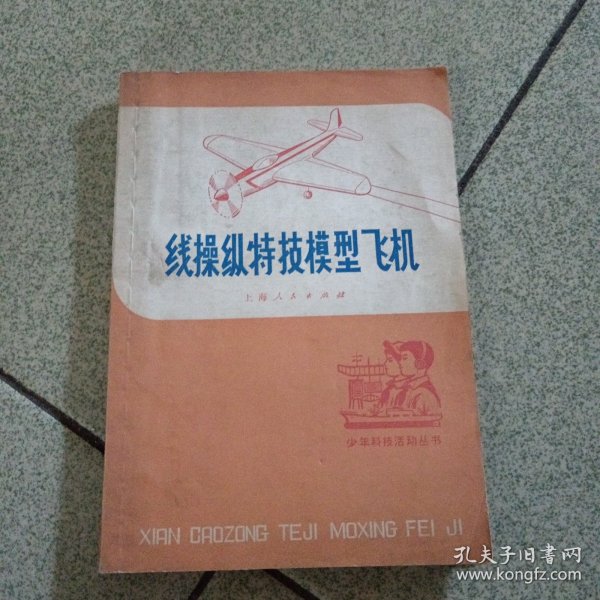 线操纵特技模型飞机
上海人民出版社
少年科技活动丛书
XIAN CAOZONG TEJI MOXING FEI JI
孔夫子旧书网
www.kongfz.com